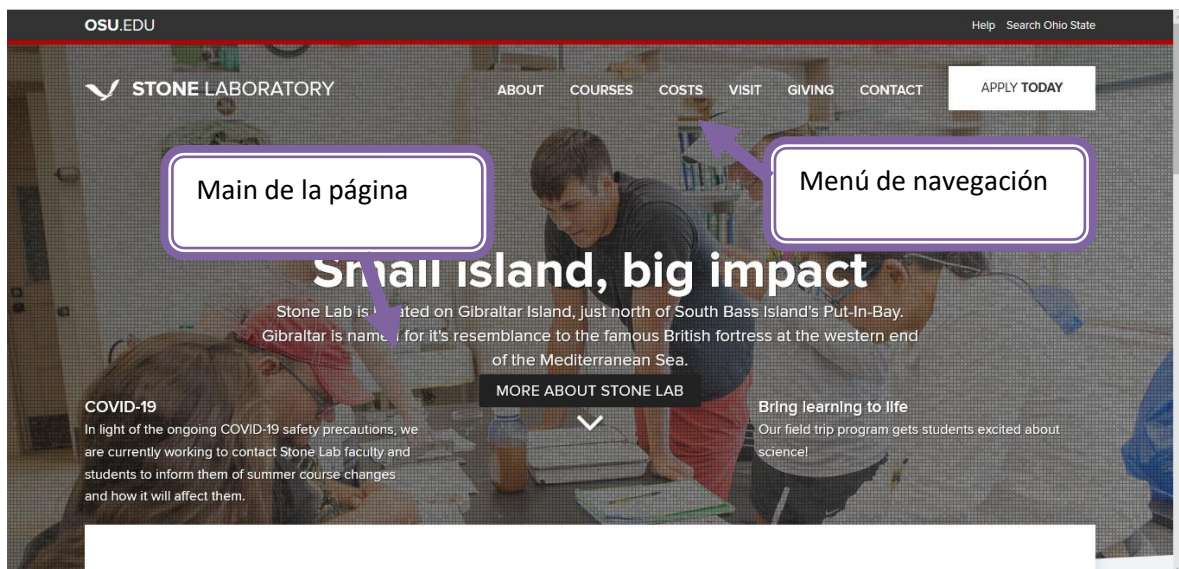 OSU.EDU
Help Search Ohio State
STONE LABORATORY
ABOUT COURSES COSTS VISIT GIVING CONTACT APPLY TODAY
Main de la página
Menú de navegación
Small island, big impact
Stone Lab is located on Gibraltar Island, just north of South Bass Island's Put-In-Bay.
Gibraltar is named for it's resemblance to the famous British fortress at the western end
of the Mediterranean Sea.
MORE ABOUT STONE LAB
COVID-19
In light of the ongoing COVID-19 safety precautions, we
are currently working to contact Stone Lab faculty and
students to inform them of summer course changes
and how it will affect them.
Bring learning to life
Our field trip program gets students excited about
science!